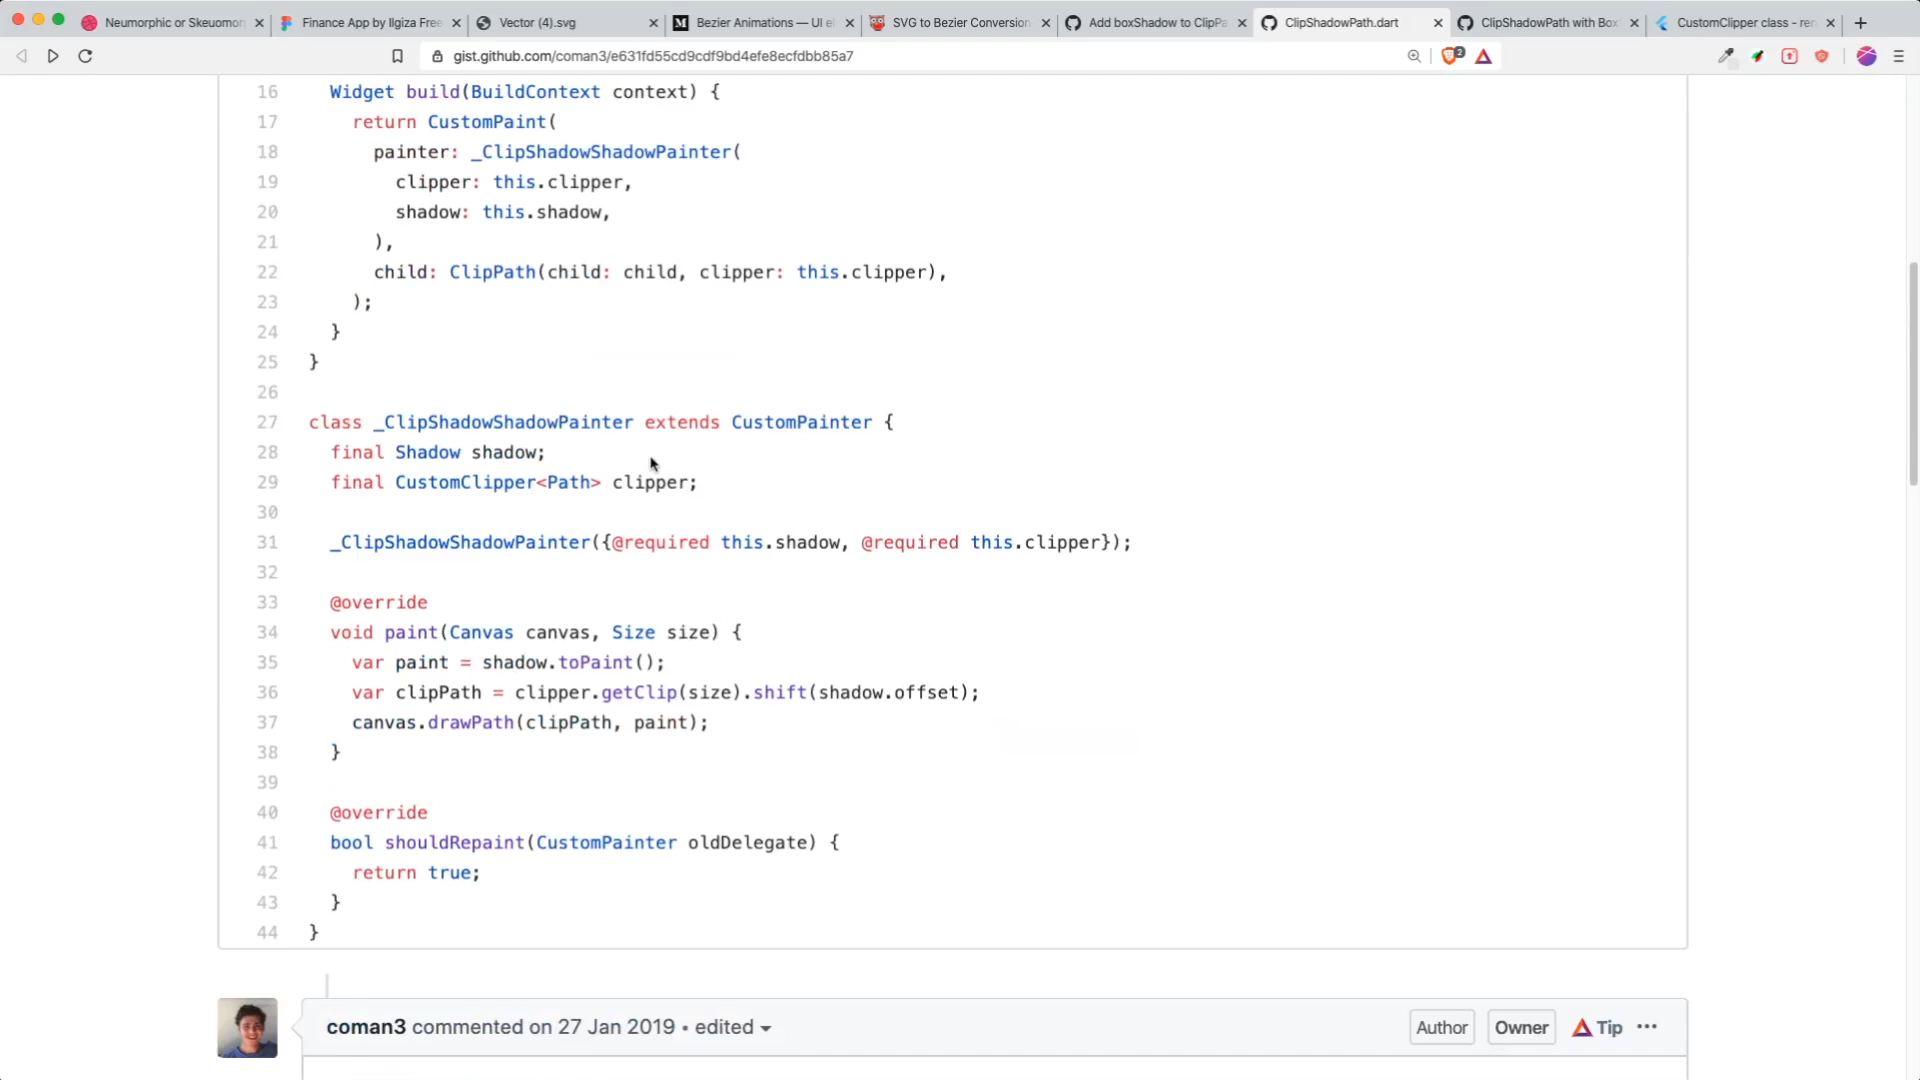 Neumorphic or Skeuomor
Finance App by Ilgiza Free
Vector (4).svg
Bezier Animations — UI el
SVG to Bezier Conversion
Add boxShadow to ClipPa
ClipShadowPath.dart
ClipShadowPath with Box
CustomClipper class - ren
gist.github.com/coman3/e631fd55cd9cdf9bd4efe8ecfdbb85a7
2
16 Widget build(BuildContext context) {
17 return CustomPaint(
18 painter: _ClipShadowShadowPainter(
19 clipper: this.clipper,
20 shadow: this.shadow,
21 ),
22 child: ClipPath(child: child, clipper: this.clipper),
23 );
24 }
25 }
26
27 class _ClipShadowShadowPainter extends CustomPainter {
28 final Shadow shadow;
29 final CustomClipper<Path> clipper;
30
31 _ClipShadowShadowPainter({@required this.shadow, @required this.clipper});
32
33 @override
34 void paint(Canvas canvas, Size size) {
35 var paint = shadow.toPaint();
36 var clipPath = clipper.getClip(size).shift(shadow.offset);
37 canvas.drawPath(clipPath, paint);
38 }
39
40 @override
41 bool shouldRepaint(CustomPainter oldDelegate) {
42 return true;
43 }
44 }
coman3 commented on 27 Jan 2019 • edited
Author
Owner
Tip